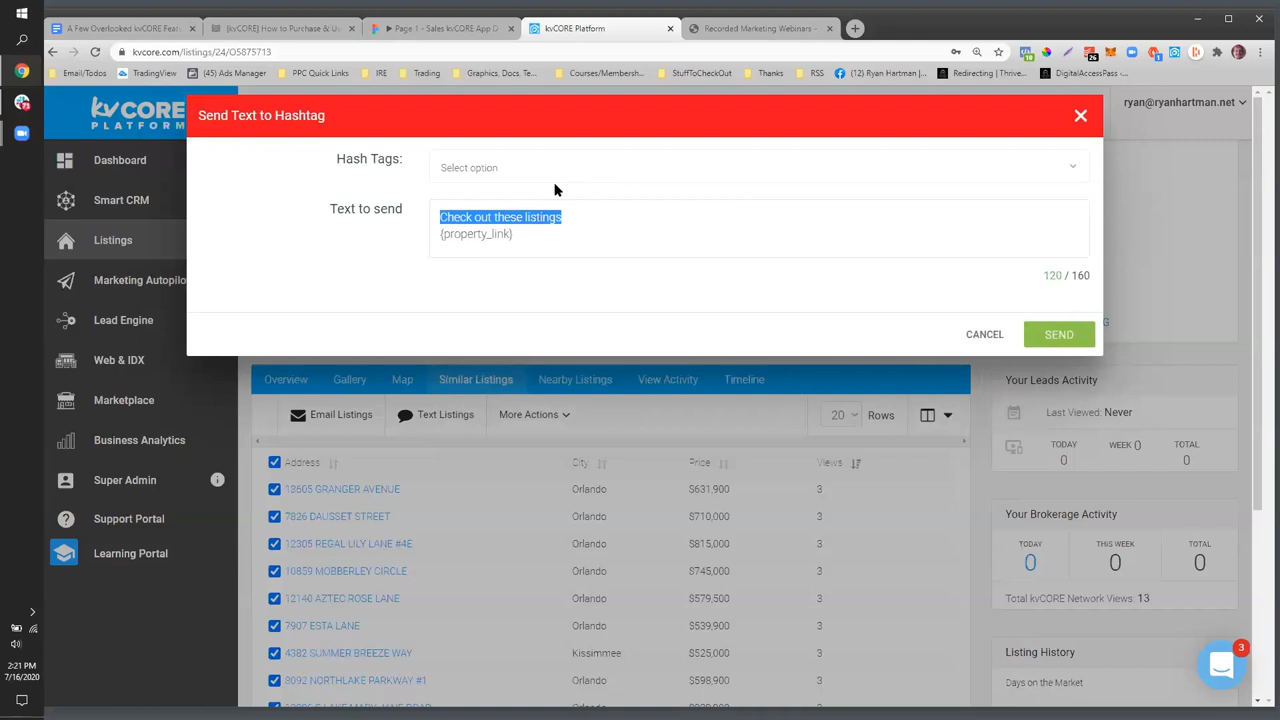 A Few Overlooked kvCORE Feat
[kvCORE] How to Purchase & U
Page 1 - Sales kvCORE App D
kvCORE Platform
Recorded Marketing Webinars –
kvcore.com/listings/24/O5875713
Email/Todos
TradingView
(45) Ads Manager
PPC Quick Links
IRE
Trading
Graphics, Docs, Te...
Courses/Membersh...
StuffToCheckOut
Thanks
RSS
(2) Ryan Hartman |...
Redirecting | Thrive...
DigitalAccessPass –...
kvCORE
PLATFORM
ryan@ryanhartman.net
Send Text to Hashtag
Hash Tags:
Select option
Text to send
Check out these listings
{property_link}
120 / 160
CANCEL
SEND
Dashboard
Smart CRM
Listings
Marketing Autopilo
Lead Engine
Web & IDX
Marketplace
Business Analytics
Super Admin
Support Portal
Learning Portal
Overview
Gallery
Map
Similar Listings
Nearby Listings
View Activity
Timeline
Email Listings
Text Listings
More Actions
20
Rows
Address City Price Views
13605 GRANGER AVENUE Orlando $631,900 3
7826 DAUSSET STREET Orlando $710,000 3
12305 REGAL LILY LANE #4E Orlando $815,000 3
10859 MOBBERLEY CIRCLE Orlando $745,000 3
12140 AZTEC ROSE LANE Orlando $579,500 3
7907 ESTA LANE Orlando $539,900 3
4382 SUMMER BREEZE WAY Kissimmee $525,000 3
8092 NORTHLAKE PARKWAY #1 Orlando $598,900 3
G
Your Leads Activity
Last Viewed: Never
TODAY
0
WEEK 0
TOTAL
0
Your Brokerage Activity
TODAY
0
THIS WEEK
0
TOTAL
0
Total kvCORE Network Views: 13
Listing History
Days on the Market
3
2:21 PM
7/16/2020